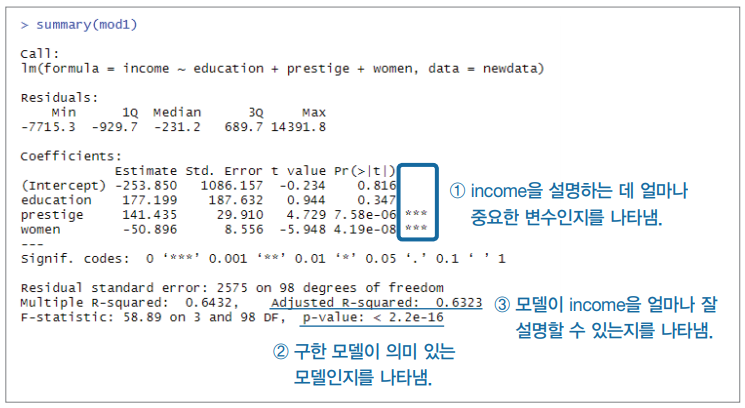 > summary(mod1)
Call:
lm(formula = income ~ education + prestige + women, data = newdata)
Residuals:
    Min      1Q  Median      3Q     Max
-7715.3  -929.7  -231.2   689.7 14391.8
Coefficients:
            Estimate Std. Error t value Pr(>|t|)
(Intercept) -253.850   1086.157  -0.234    0.816
education    177.199    187.632   0.944    0.347
prestige     141.435     29.910   4.729 7.58e-06 ***
women        -50.896      8.556  -5.948 4.19e-08 ***
---
Signif. codes:  0 ‘***’ 0.001 ‘**’ 0.01 ‘*’ 0.05 ‘.’ 0.1 ‘ ’ 1
① income을 설명하는 데 얼마나
중요한 변수인지를 나타냄.
Residual standard error: 2575 on 98 degrees of freedom
Multiple R-squared:  0.6432,    Adjusted R-squared:  0.6323
F-statistic: 58.89 on 3 and 98 DF,  p-value: < 2.2e-16
③ 모델이 income을 얼마나 잘
설명할 수 있는지를 나타냄.
② 구한 모델이 의미 있는
모델인지를 나타냄.